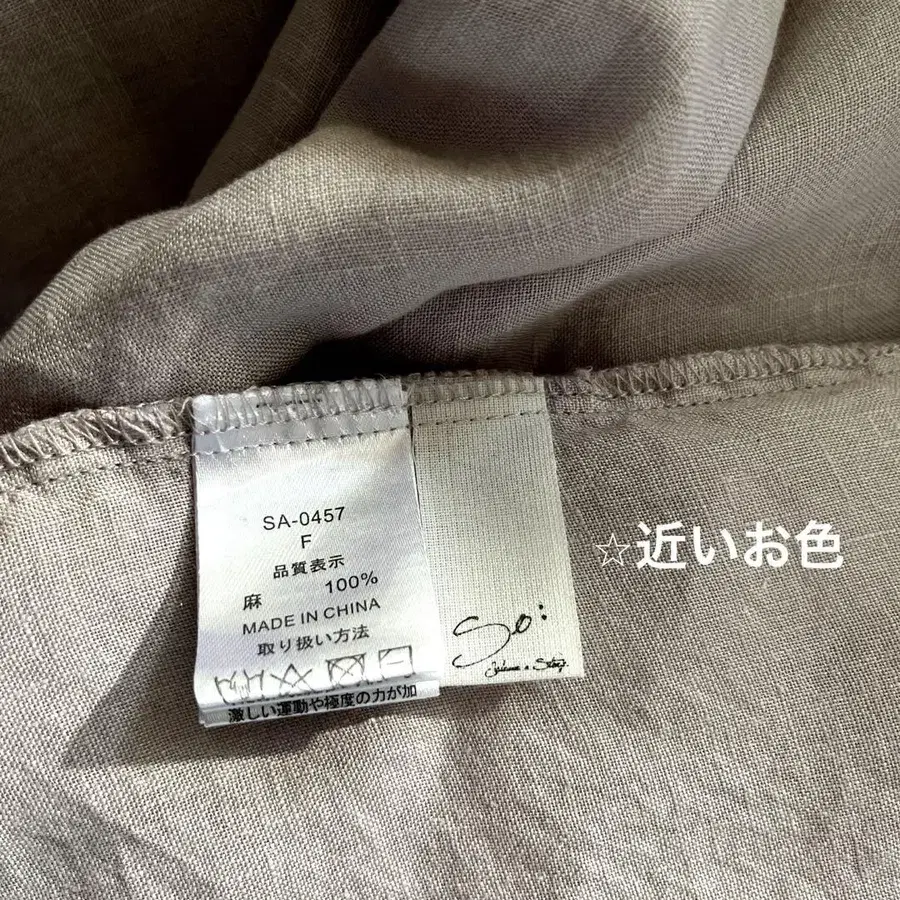 SA-0457
F
品質表示
麻 100%
MADE IN CHINA
取り扱い方法
激しい運動や極度の力が加
So:
☆近いお色